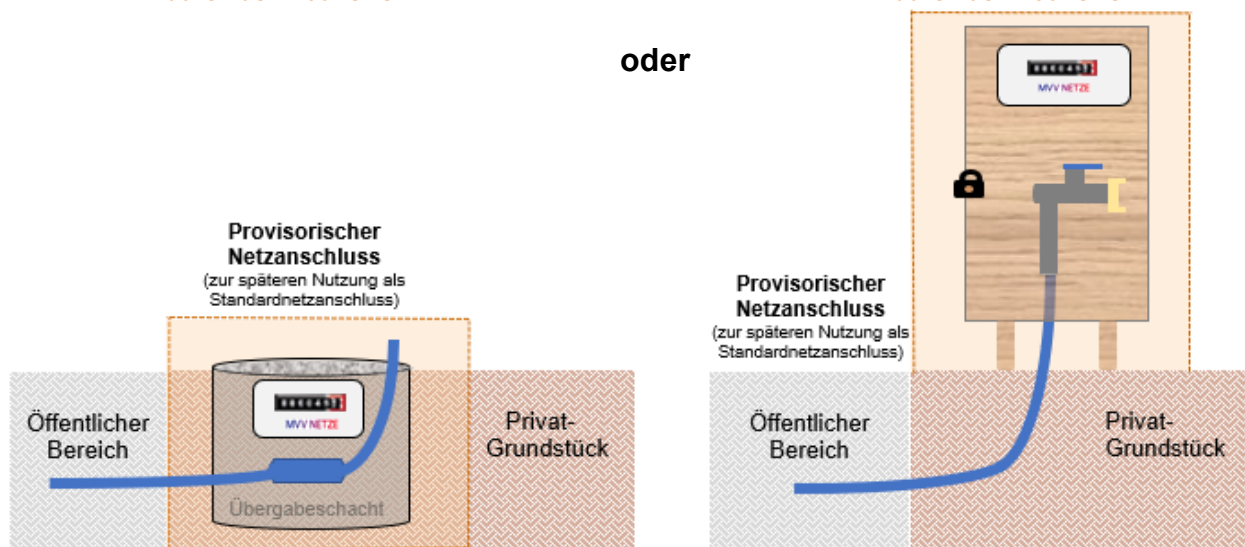 oder
Provisorischer
Netzanschluss
(zur späteren Nutzung als
Standardnetzanschluss)
Öffentlicher
Bereich
MVV NETZE
Übergabeschacht
Privat-
Grundstück
MVV NETZE
Provisorischer
Netzanschluss
(zur späteren Nutzung als
Standardnetzanschluss)
Öffentlicher
Bereich
Privat-
Grundstück